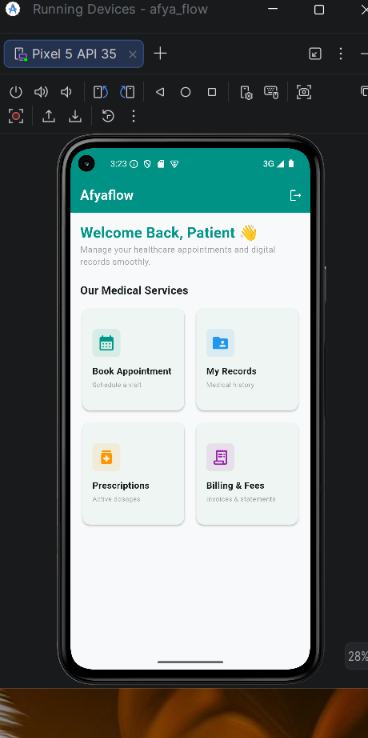 Running Devices - afya_flow
Pixel 5 API 35
3:23
3G
Afyaflow
Welcome Back, Patient 👋
Manage your healthcare appointments and digital
records smoothly.
Our Medical Services
Book Appointment
Schedule a visit
My Records
Medical history
Prescriptions
Active dosages
Billing & Fees
Invoices & statements
28%